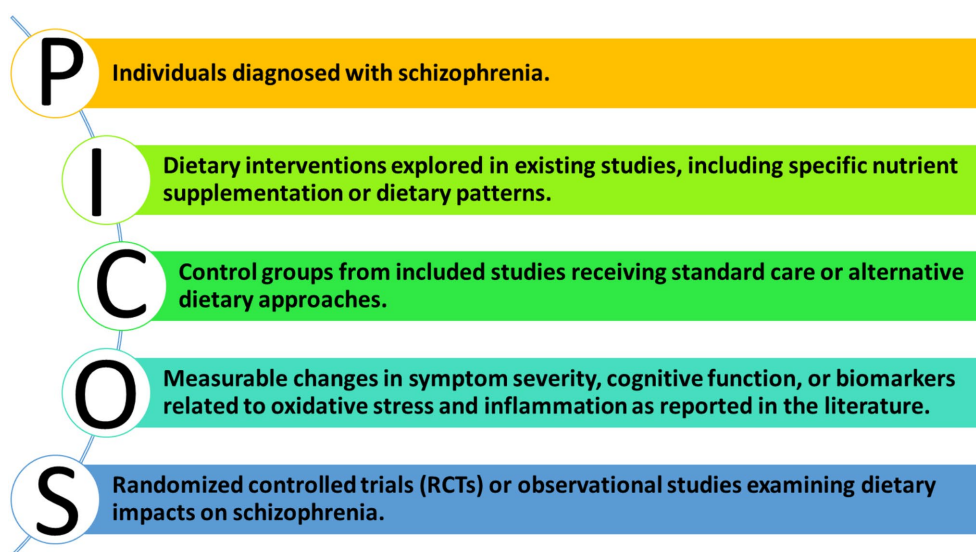 P
Individuals diagnosed with schizophrenia.
I
Dietary interventions explored in existing studies, including specific nutrient
supplementation or dietary patterns.
C
Control groups from included studies receiving standard care or alternative
dietary approaches.
O
Measurable changes in symptom severity, cognitive function, or biomarkers
related to oxidative stress and inflammation as reported in the literature.
S
Randomized controlled trials (RCTs) or observational studies examining dietary
impacts on schizophrenia.